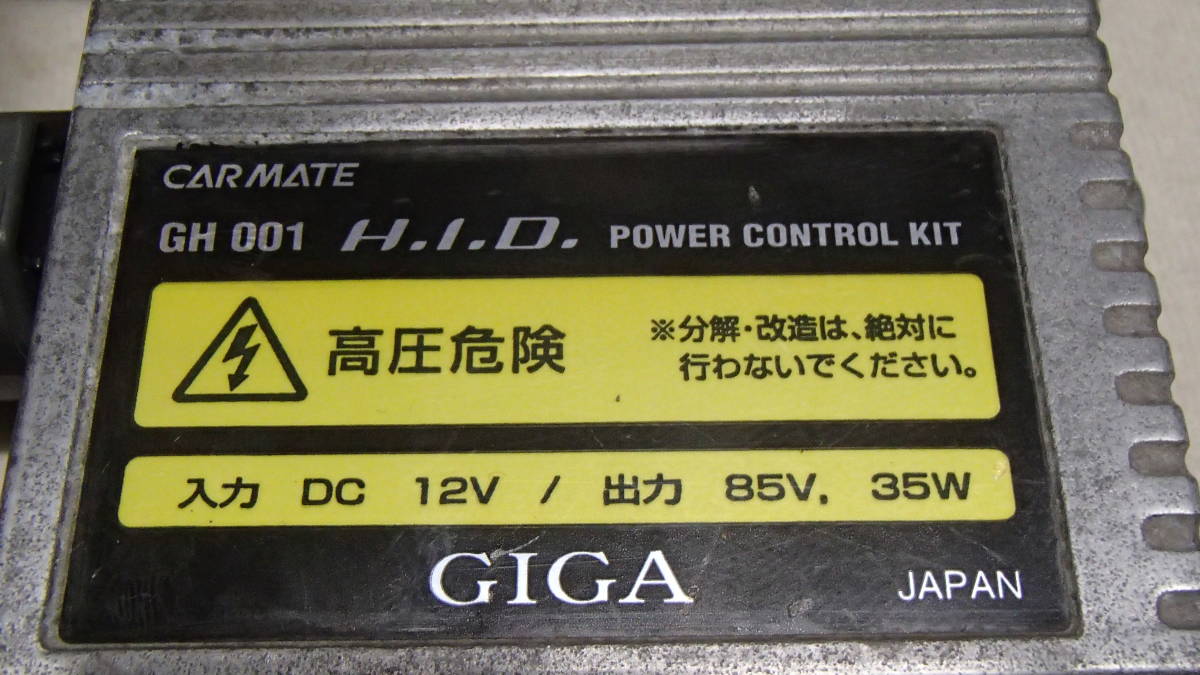 CAR MATE
GH 001 H.I.D. POWER CONTROL KIT
高圧危険
※分解・改造は、絶対に
行わないでください。
入力 DC 12V / 出力 85V, 35W
GIGA
JAPAN